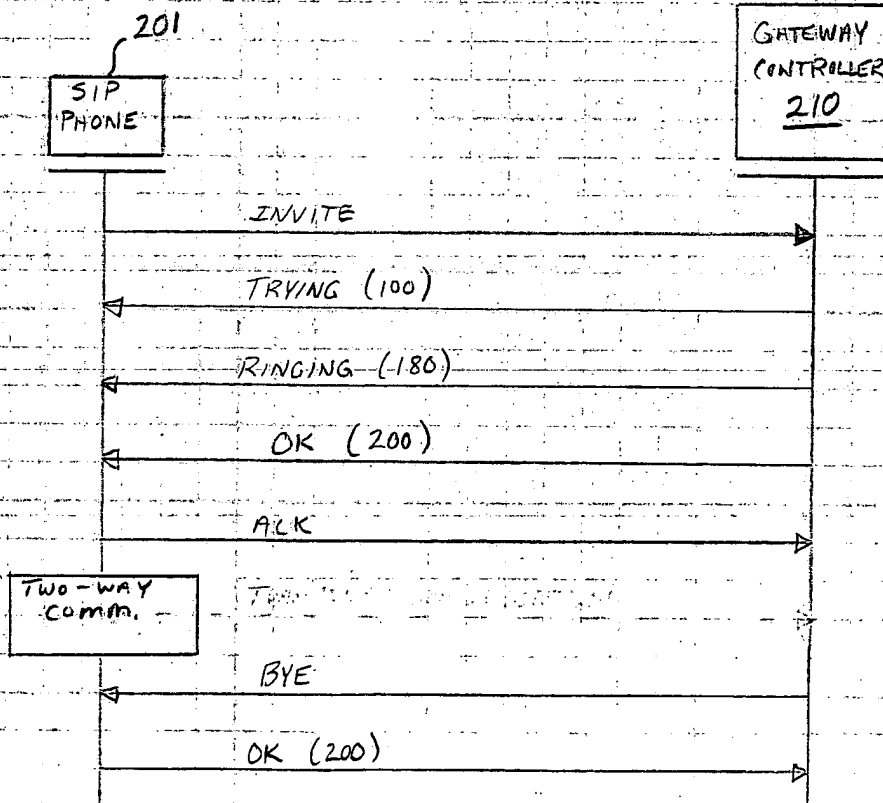 201
SIP
PHONE
GATEWAY
CONTROLLER
210
INVITE
TRYING (100)
RINGING (180)
OK (200)
ACK
TWO-WAY
COMM.
BYE
OK (200)